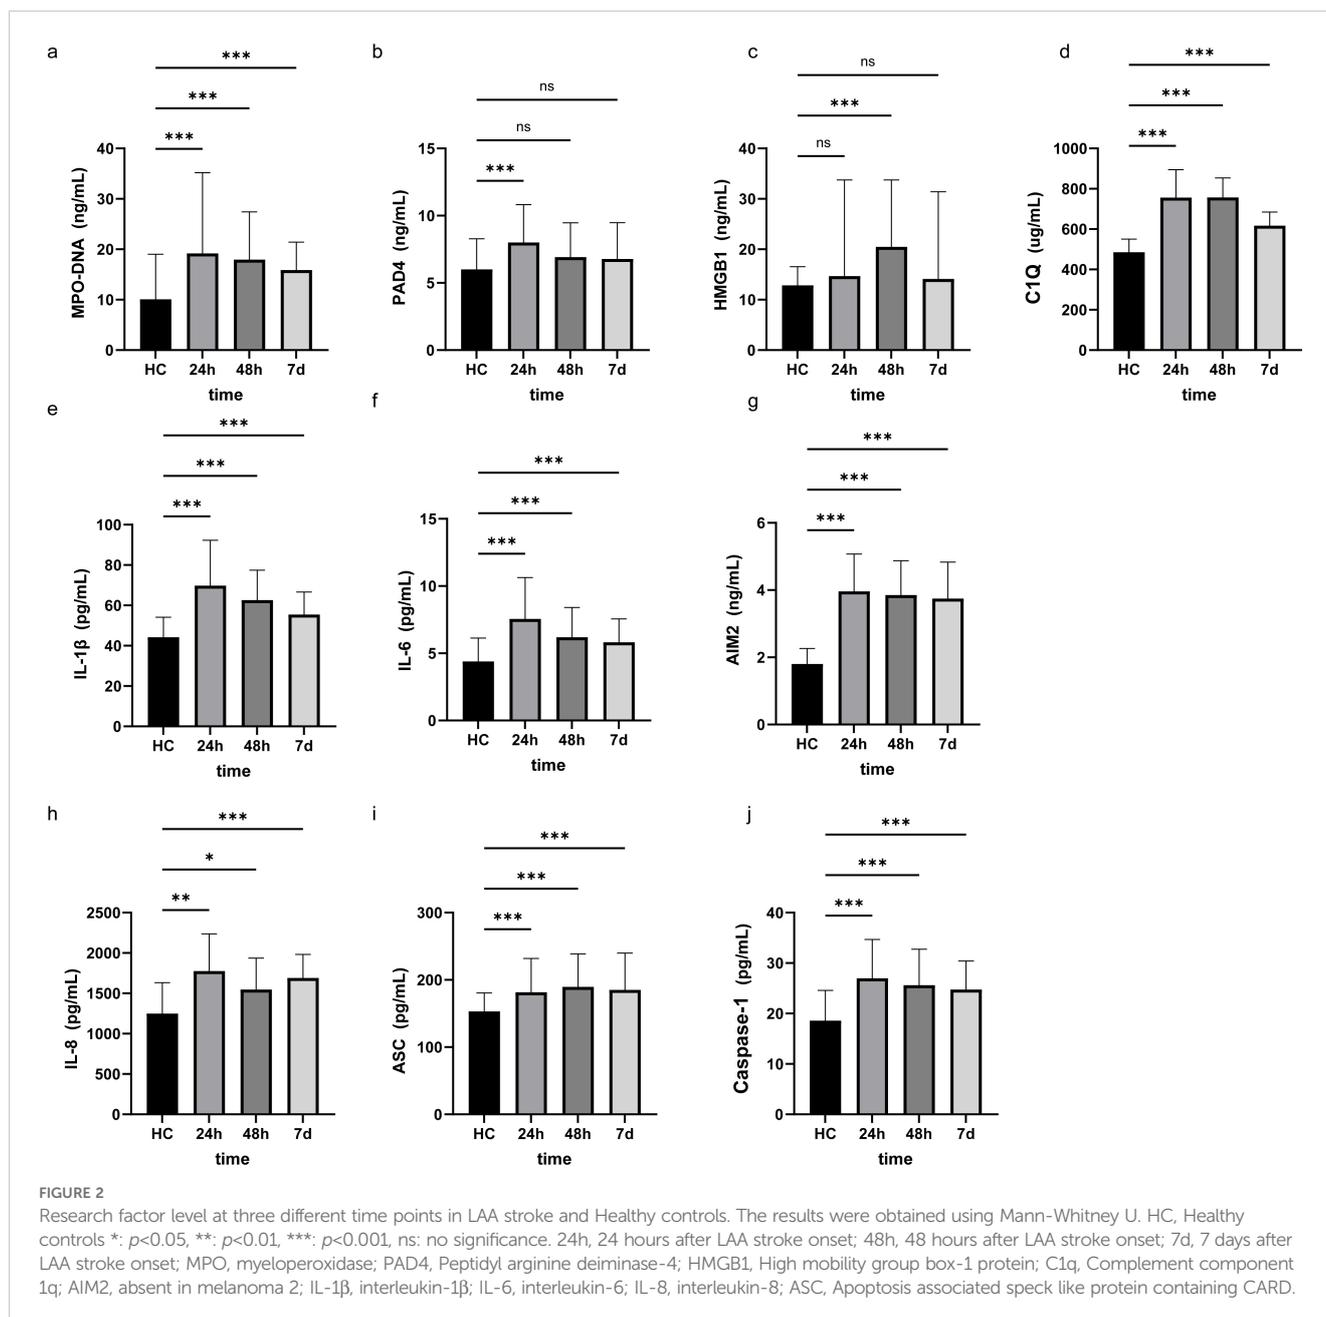 a
***
***
***
40
30
20
10
0
MPO-DNA (ng/mL)
HC 24h 48h 7d
time
b
ns
ns
***
15
10
5
0
PAD4 (ng/mL)
HC 24h 48h 7d
time
c
ns
***
ns
40
30
20
10
0
HMGB1 (ng/mL)
HC 24h 48h 7d
time
d
***
***
***
1000
800
600
400
200
0
C1Q (ug/mL)
HC 24h 48h 7d
time
e
***
***
***
100
80
60
40
20
0
IL-1β (pg/mL)
HC 24h 48h 7d
time
f
***
***
***
15
10
5
0
IL-6 (pg/mL)
HC 24h 48h 7d
time
g
***
***
***
6
4
2
0
AIM2 (ng/mL)
HC 24h 48h 7d
time
h
***
*
**
2500
2000
1500
1000
500
0
IL-8 (pg/mL)
HC 24h 48h 7d
time
i
***
***
***
300
200
100
0
ASC (pg/mL)
HC 24h 48h 7d
time
j
***
***
***
40
30
20
10
0
Caspase-1 (pg/mL)
HC 24h 48h 7d
time
FIGURE 2
Research factor level at three different time points in LAA stroke and Healthy controls. The results were obtained using Mann-Whitney U. HC, Healthy
controls *: p<0.05, **: p<0.01, ***: p<0.001, ns: no significance. 24h, 24 hours after LAA stroke onset; 48h, 48 hours after LAA stroke onset; 7d, 7 days after
LAA stroke onset; MPO, myeloperoxidase; PAD4, Peptidyl arginine deiminase-4; HMGB1, High mobility group box-1 protein; C1q, Complement component
1q; AIM2, absent in melanoma 2; IL-1β, interleukin-1β; IL-6, interleukin-6; IL-8, interleukin-8; ASC, Apoptosis associated speck like protein containing CARD.